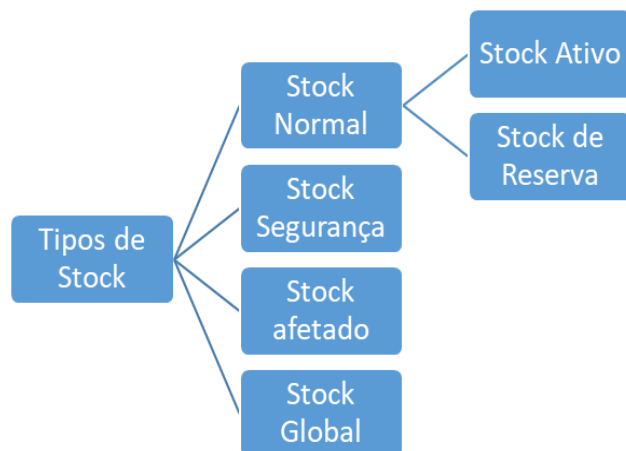 Tipos de
Stock
Stock
Normal
Stock
Segurança
Stock
afetado
Stock
Global
Stock Ativo
Stock de
Reserva